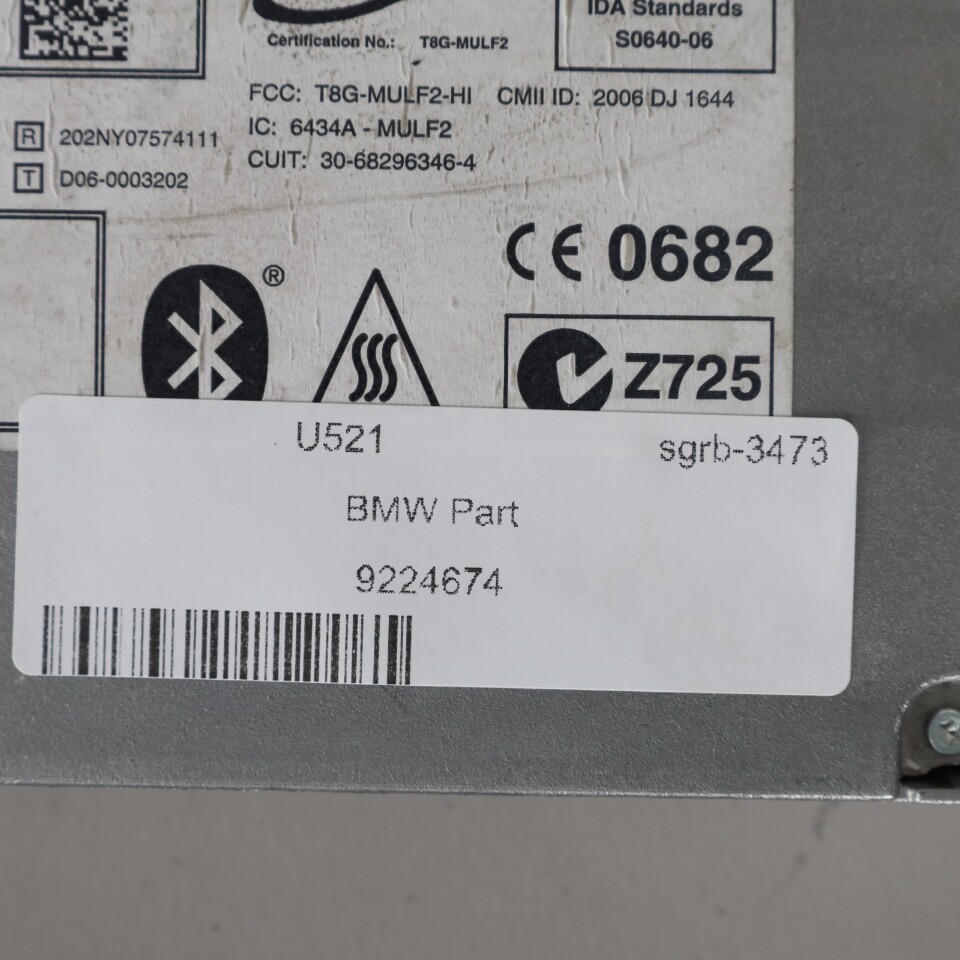 IDA Standards
S0640-06
Certification No.: T8G-MULF2
FCC: T8G-MULF2-HI CMII ID: 2006 DJ 1644
IC: 6434A - MULF2
CUIT: 30-68296346-4
R 202NY07574111
T D06-0003202
CE 0682
®
Z725
U521 sgrb-3473
BMW Part
9224674